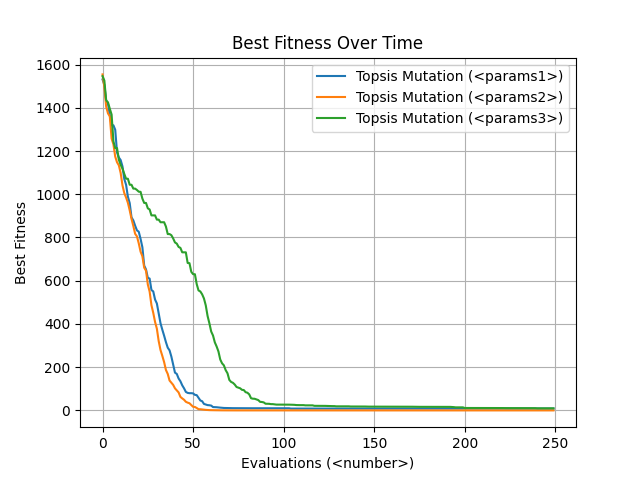 Best Fitness Over Time
Topsis Mutation (<params1>)
Topsis Mutation (<params2>)
Topsis Mutation (<params3>)
1600
1400
1200
1000
800
600
400
200
0
Best Fitness
0 50 100 150 200 250
Evaluations (<number>)